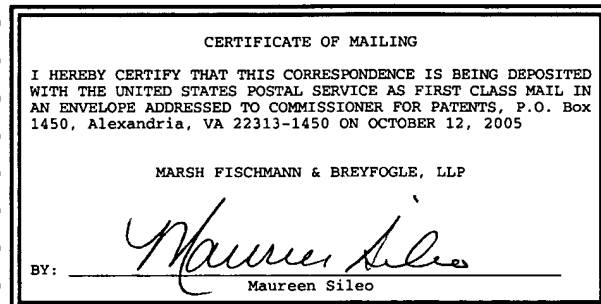 CERTIFICATE OF MAILING
I HEREBY CERTIFY THAT THIS CORRESPONDENCE IS BEING DEPOSITED
WITH THE UNITED STATES POSTAL SERVICE AS FIRST CLASS MAIL IN
AN ENVELOPE ADDRESSED TO COMMISSIONER FOR PATENTS, P.O. Box
1450, Alexandria, VA 22313-1450 ON OCTOBER 12, 2005
MARSH FISCHMANN & BREYFOGLE, LLP
Maureen Sileo
BY:
Maureen Sileo